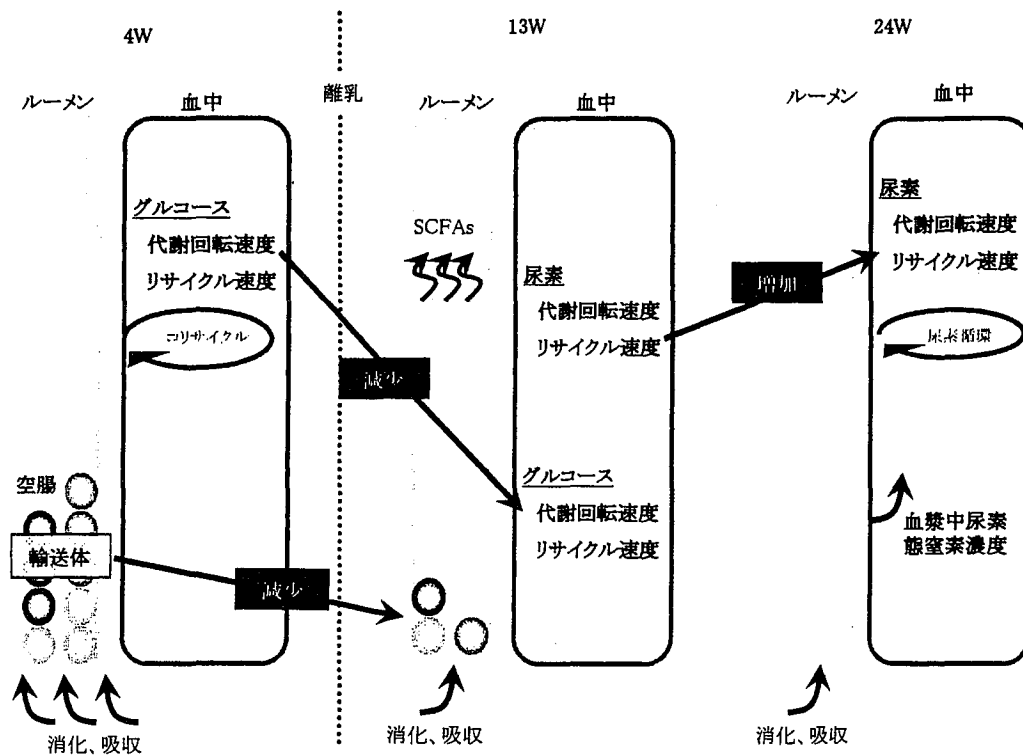 4W
ルーメン
血中
グルコース
代謝回転速度
リサイクル速度
コリサイクル
空腸
輸送体
消化、吸収
離乳
減少
減少
13W
ルーメン
血中
SCFAs
尿素
代謝回転速度
リサイクル速度
グルコース
代謝回転速度
リサイクル速度
消化、吸収
増加
24W
ルーメン
血中
尿素
代謝回転速度
リサイクル速度
尿素循環
血漿中尿素
態窒素濃度
消化、吸収